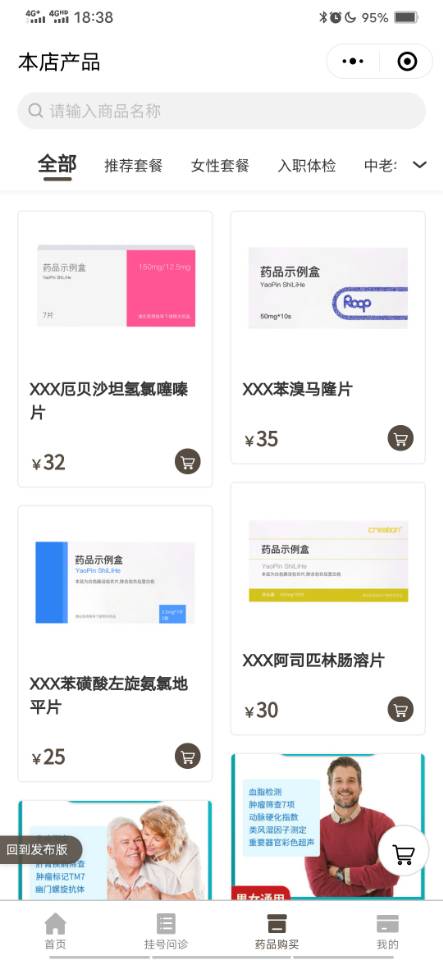 4G+ 4G HD 18:38 95%
本店产品
请输入商品名称
全部 推荐套餐 女性套餐 入职体检 中老
药品示例盒
YaoPin ShiLiHe
150mg/12.5mg
7片
XXX厄贝沙坦氢氯噻嗪
片
¥32
药品示例盒
YaoPin ShiLiHe
50mg*10s
XXX苯溴马隆片
¥35
药品示例盒
YaoPin ShiLiHe
XXX苯磺酸左旋氨氯地
平片
¥25
creation
药品示例盒
YaoPin ShiLiHe
XXX阿司匹林肠溶片
¥30
肿瘤标记TM7
幽门螺旋抗体
血脂检测
肿瘤筛查7项
动脉硬化指数
类风湿因子测定
重要器官彩色超声
男女通用
回到发布版
首页 挂号问诊 药品购买 我的